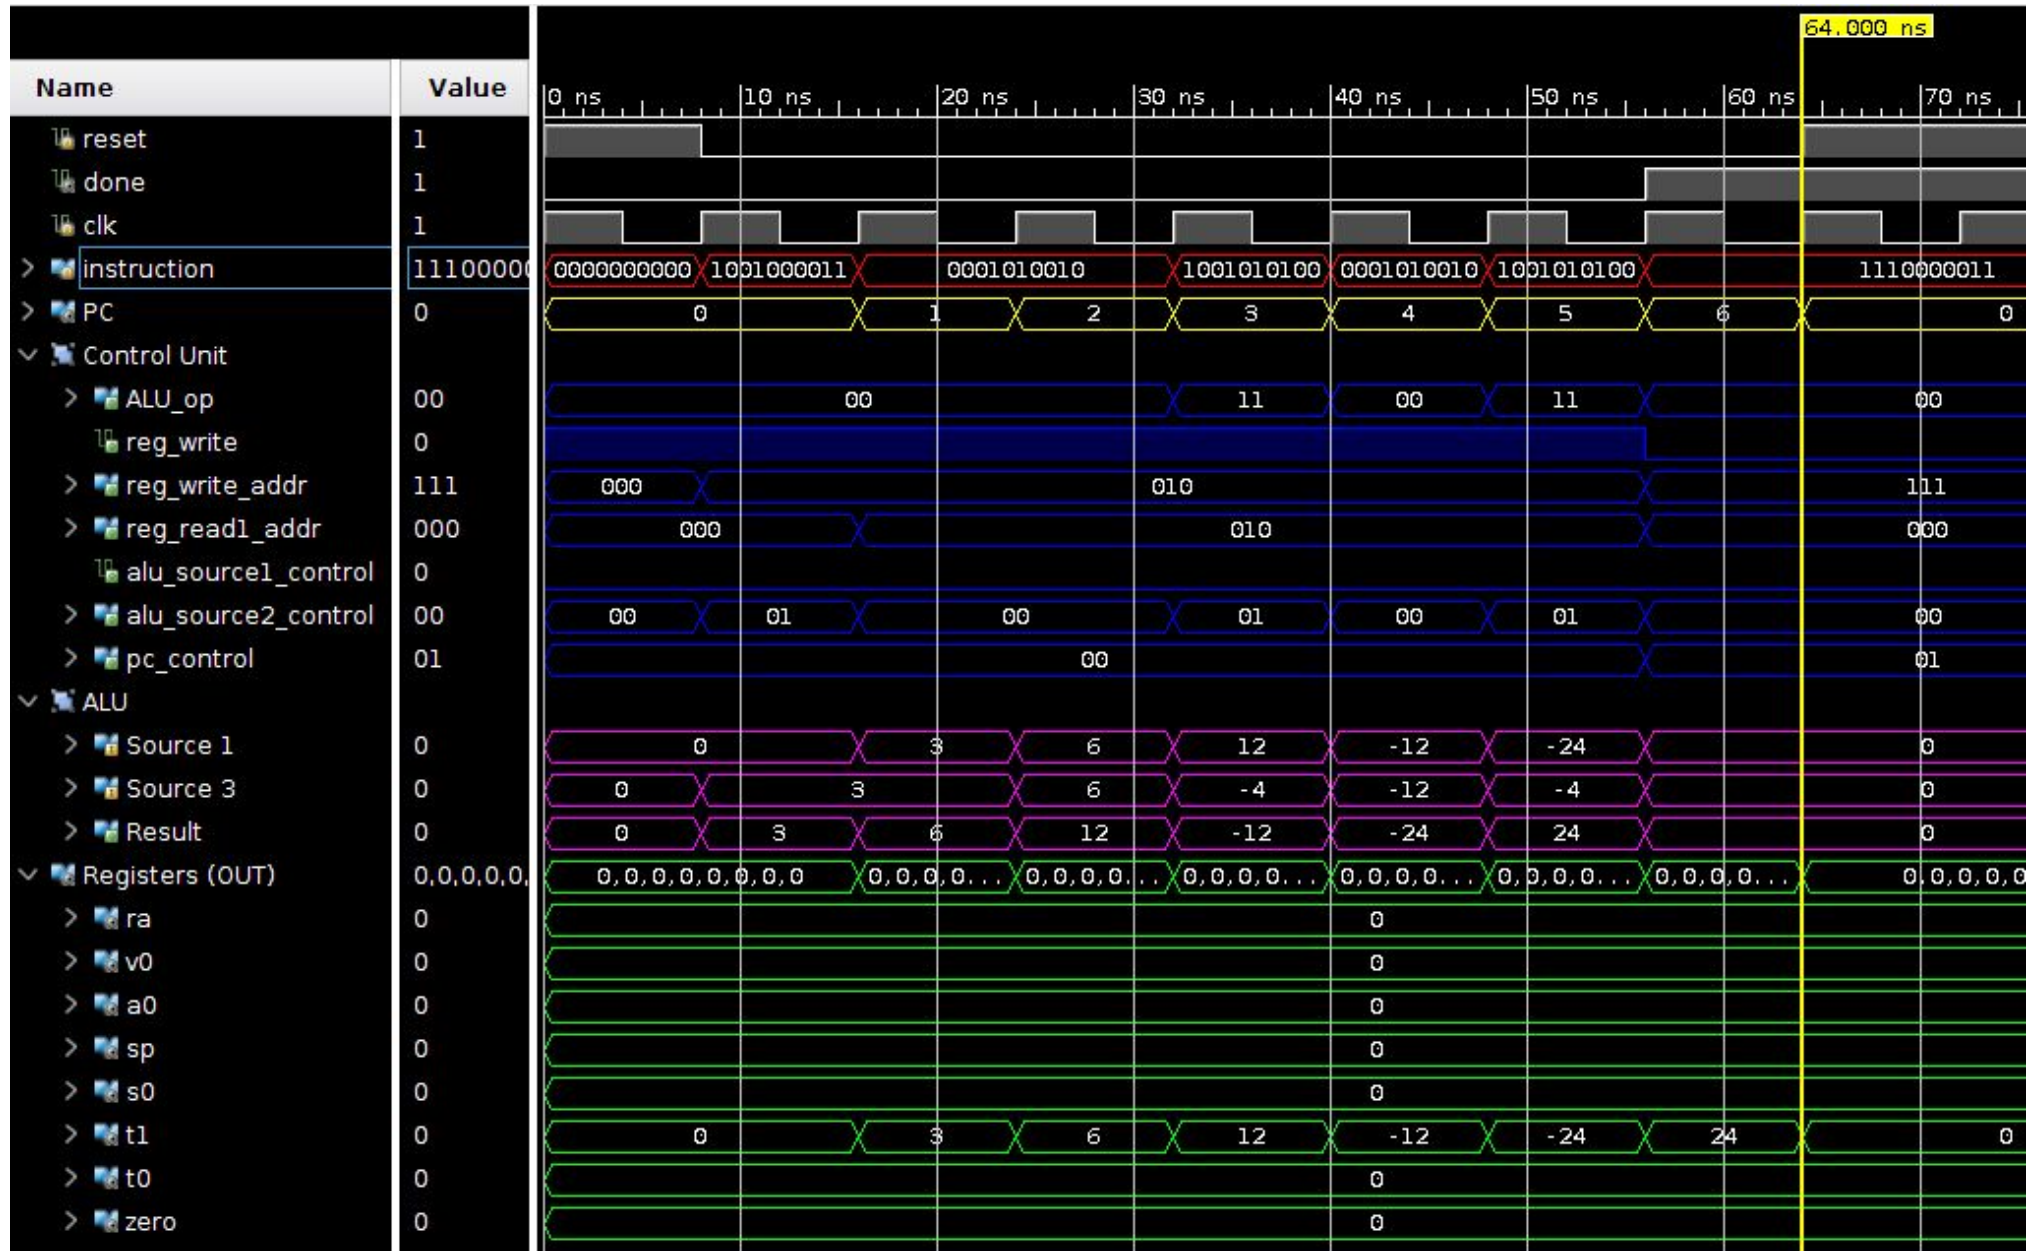 64.000 ns
Name Value 0 ns 10 ns 20 ns 30 ns 40 ns 50 ns 60 ns 70 ns
reset 1
done 1
clk 1
instruction 11100000 0000000000 1001000011 0001010010 1001010100 0001010010 1001010100 1110000011
PC 0 0 1 2 3 4 5 6 0
Control Unit
ALU_op 00 00 11 00 11 00
reg_write 0
reg_write_addr 111 000 010 111
reg_read1_addr 000 000 010 000
alu_source1_control 0
alu_source2_control 00 00 01 00 01 00 01 00
pc_control 01 00 01
ALU
Source 1 0 0 3 6 12 -12 -24 0
Source 3 0 0 3 6 -4 -12 -4 0
Result 0 0 3 6 12 -12 -24 24 0
Registers (OUT) 0,0,0,0,0, 0,0,0,0,0,0,0,0 0,0,0,0... 0,0,0,0... 0,0,0,0... 0,0,0,0... 0,0,0,0... 0,0,0,0... 0,0,0,0,0
ra 0 0
v0 0 0
a0 0 0
sp 0 0
s0 0 0
t1 0 0 3 6 12 -12 -24 24 0
t0 0 0
zero 0 0